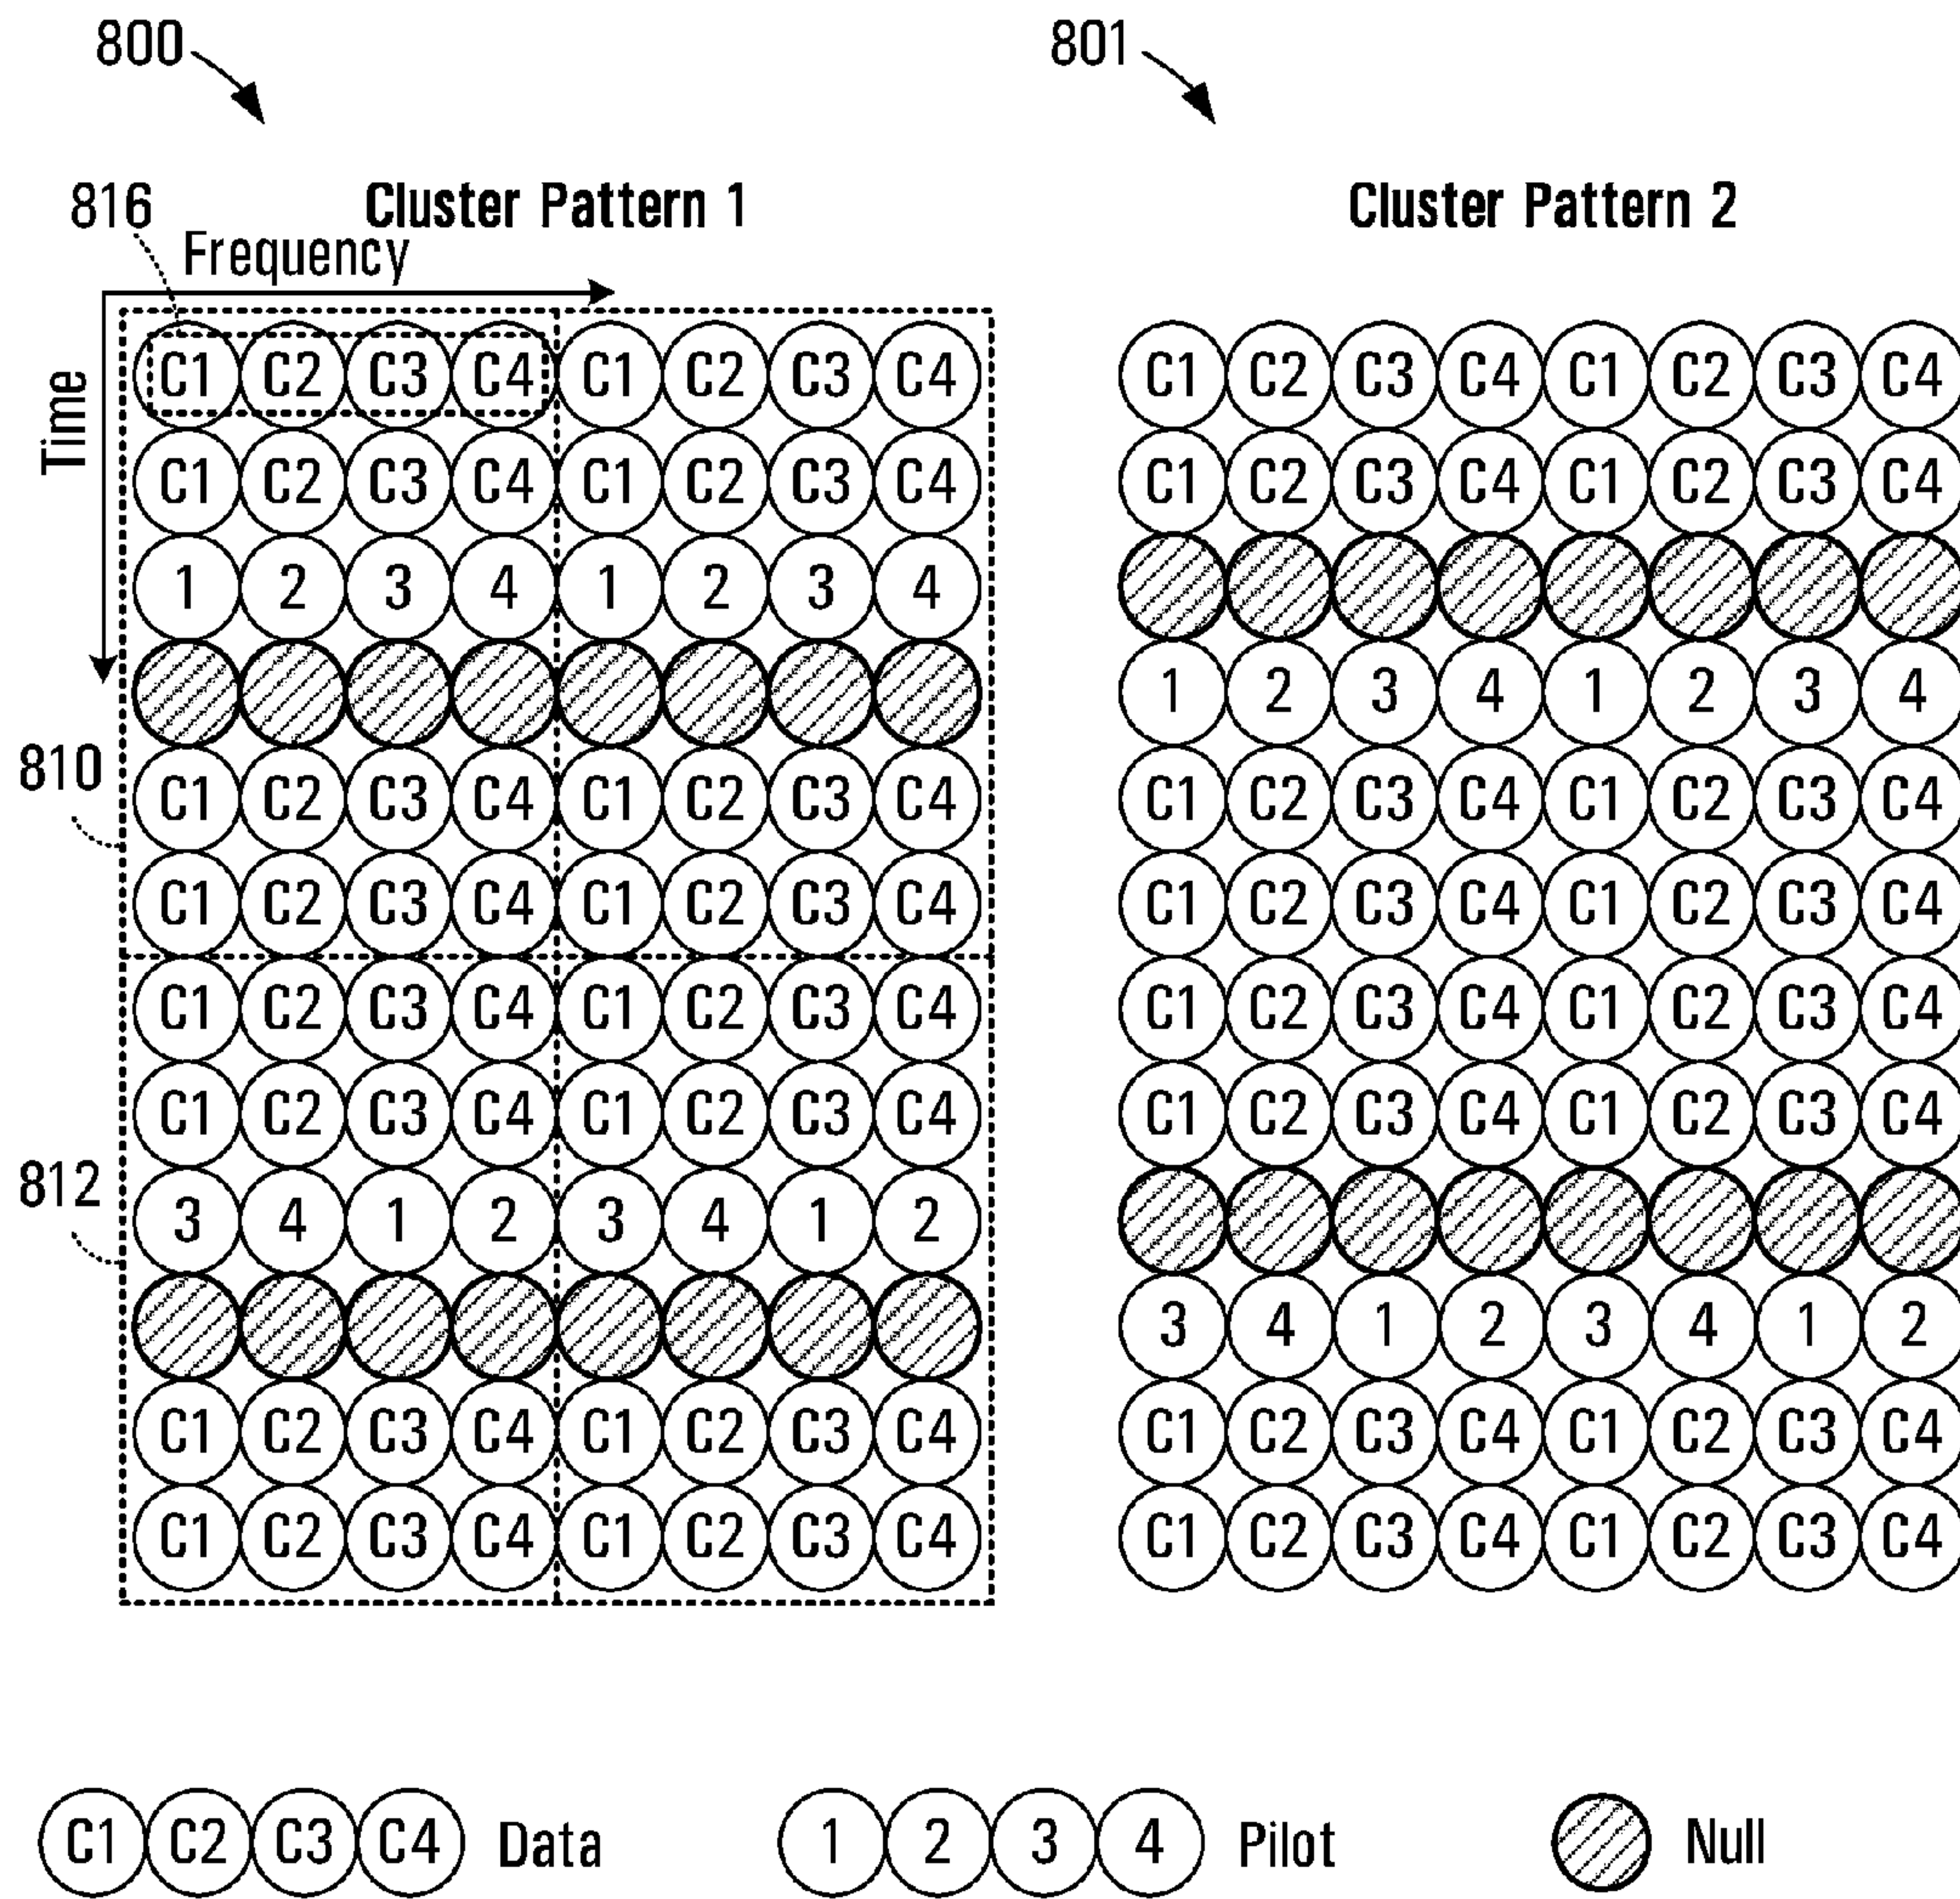 800
801
816
Cluster Pattern 1
Cluster Pattern 2
Frequency
Time
C1 C2 C3 C4 C1 C2 C3 C4
C1 C2 C3 C4 C1 C2 C3 C4
C1 C2 C3 C4 C1 C2 C3 C4
C1 C2 C3 C4 C1 C2 C3 C4
1 2 3 4 1 2 3 4
1 2 3 4 1 2 3 4
810
C1 C2 C3 C4 C1 C2 C3 C4
C1 C2 C3 C4 C1 C2 C3 C4
C1 C2 C3 C4 C1 C2 C3 C4
C1 C2 C3 C4 C1 C2 C3 C4
C1 C2 C3 C4 C1 C2 C3 C4
C1 C2 C3 C4 C1 C2 C3 C4
C1 C2 C3 C4 C1 C2 C3 C4
C1 C2 C3 C4 C1 C2 C3 C4
812
3 4 1 2 3 4 1 2
3 4 1 2 3 4 1 2
C1 C2 C3 C4 C1 C2 C3 C4
C1 C2 C3 C4 C1 C2 C3 C4
C1 C2 C3 C4 C1 C2 C3 C4
C1 C2 C3 C4 C1 C2 C3 C4
C1 C2 C3 C4 Data
1 2 3 4 Pilot
Null